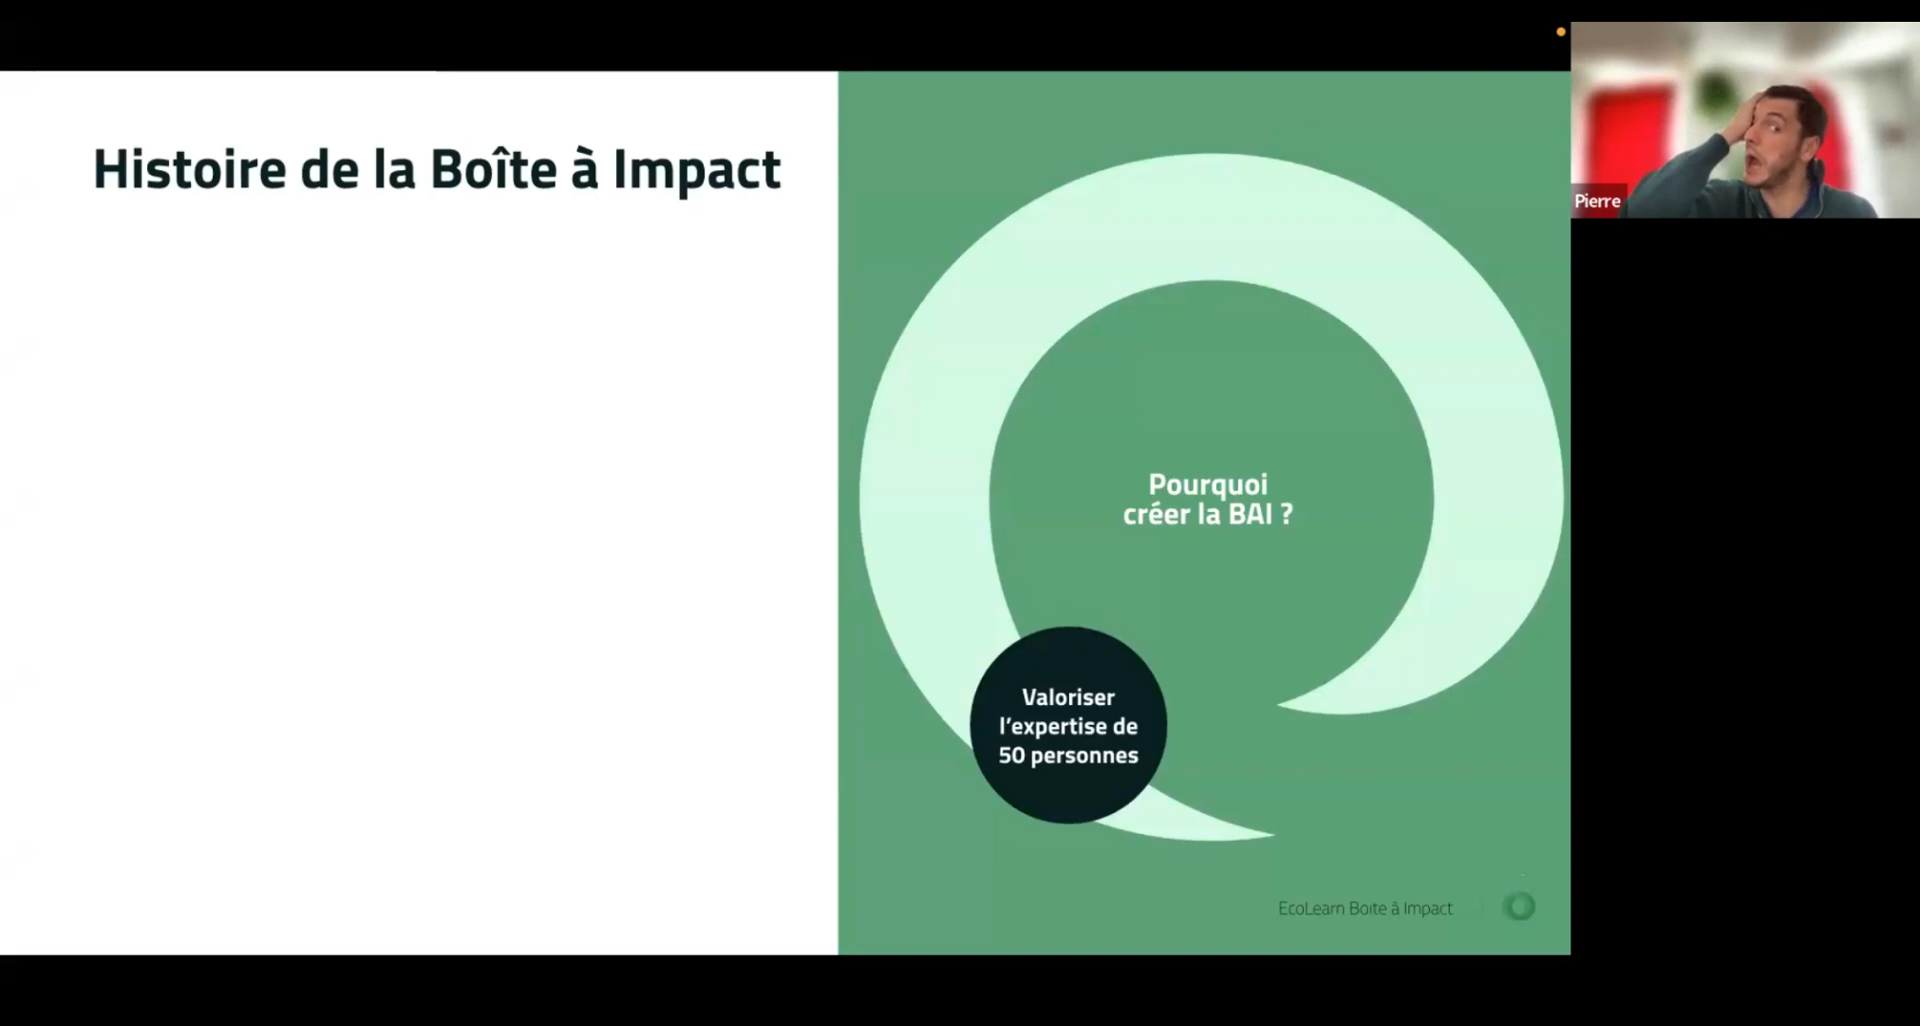 Histoire de la Boîte à Impact
Pourquoi
créer la BAI ?
Valoriser
l’expertise de
50 personnes
EcoLearn Boite à Impact
Pierre